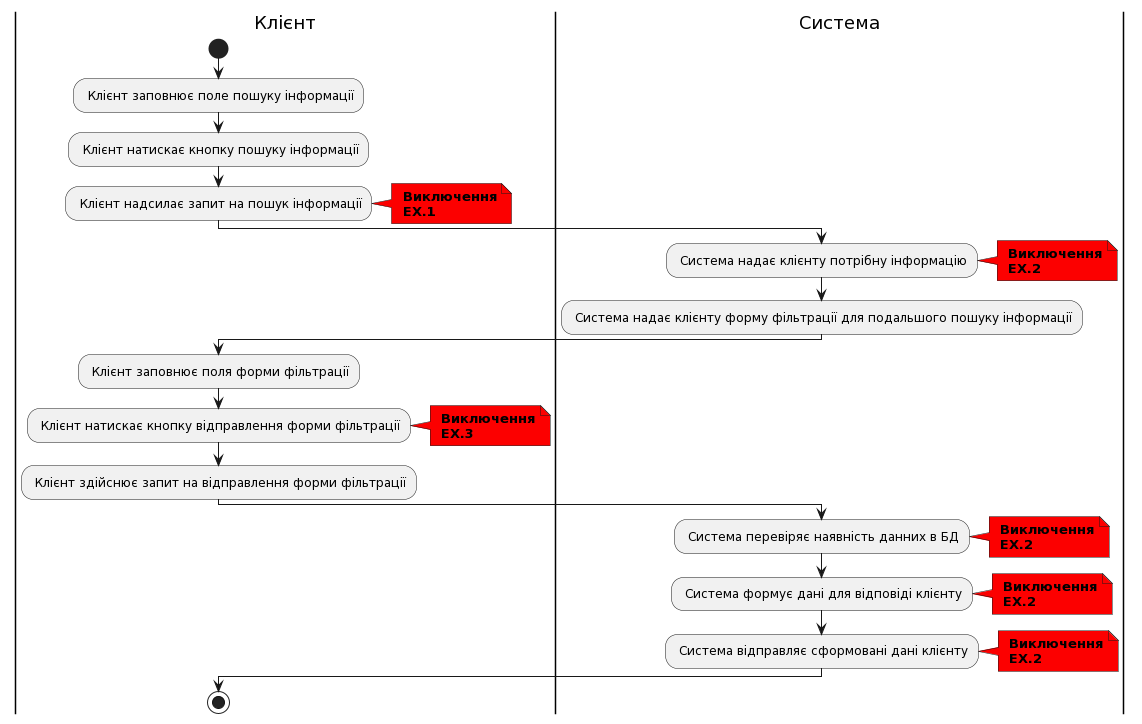 Клієнт
Система
Клієнт заповнює поле пошуку інформації
Клієнт натискає кнопку пошуку інформації
Клієнт надсилає запит на пошук інформації
Виключення
EX.1
Система надає клієнту потрібну інформацію
Виключення
EX.2
Система надає клієнту форму фільтрації для подальшого пошуку інформації
Клієнт заповнює поля форми фільтрації
Клієнт натискає кнопку відправлення форми фільтрації
Виключення
EX.3
Клієнт здійснює запит на відправлення форми фільтрації
Система перевіряє наявність данних в БД
Виключення
EX.2
Система формує дані для відповіді клієнту
Виключення
EX.2
Система відправляє сформовані дані клієнту
Виключення
EX.2